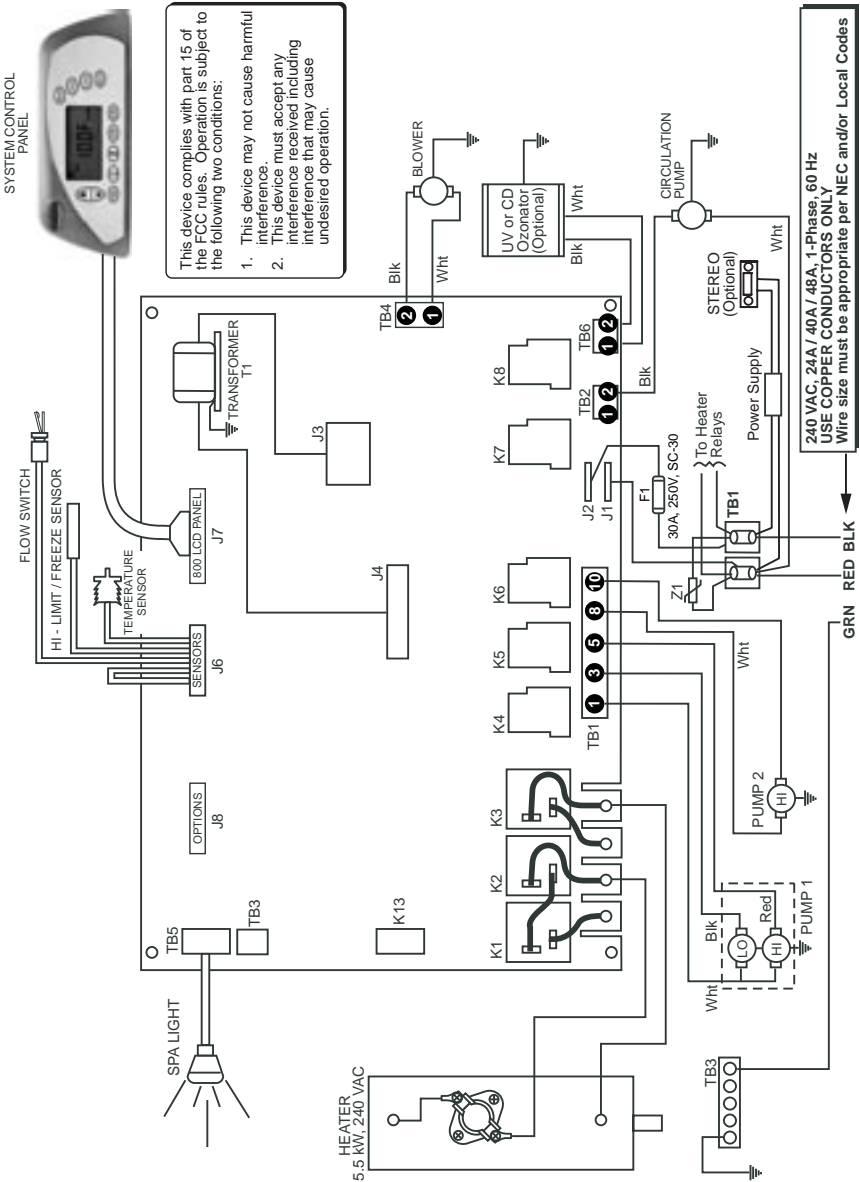 SYSTEM CONTROL
PANEL
100F
This device complies with part 15 of
the FCC rules. Operation is subject to
the following two conditions:
1. This device may not cause harmful
interference.
2. This device must accept any
interference received including
interference that may cause
undesired operation.
FLOW SWITCH
HI - LIMIT / FREEZE SENSOR
TEMPERATURE
SENSOR
SPA LIGHT
TB5
TB3
OPTIONS
J8
SENSORS
J6
800 LCD PANEL
J7
TRANSFORMER
T1
K13
J4
J3
TB4
2
1
Blk
Wht
BLOWER
K1
K2
K3
K4
K5
K6
K7
K8
TB1
1
3
5
8
10
J2
J1
TB2
1
2
TB6
1
2
UV or CD
Ozonator
(Optional)
Blk
Wht
HEATER
5.5 kW, 240 VAC
F1
30A, 250V, SC-30
Blk
CIRCULATION
PUMP
Wht
To Heater
Relays
STEREO
(Optional)
Power Supply
Z1
TB1
Wht
Blk
LO
HI
Red
PUMP 1
Wht
PUMP 2
HI
TB3
GRN
RED
BLK
240 VAC, 24A / 40A / 48A, 1-Phase, 60 Hz
USE COPPER CONDUCTORS ONLY
Wire size must be appropriate per NEC and/or Local Codes